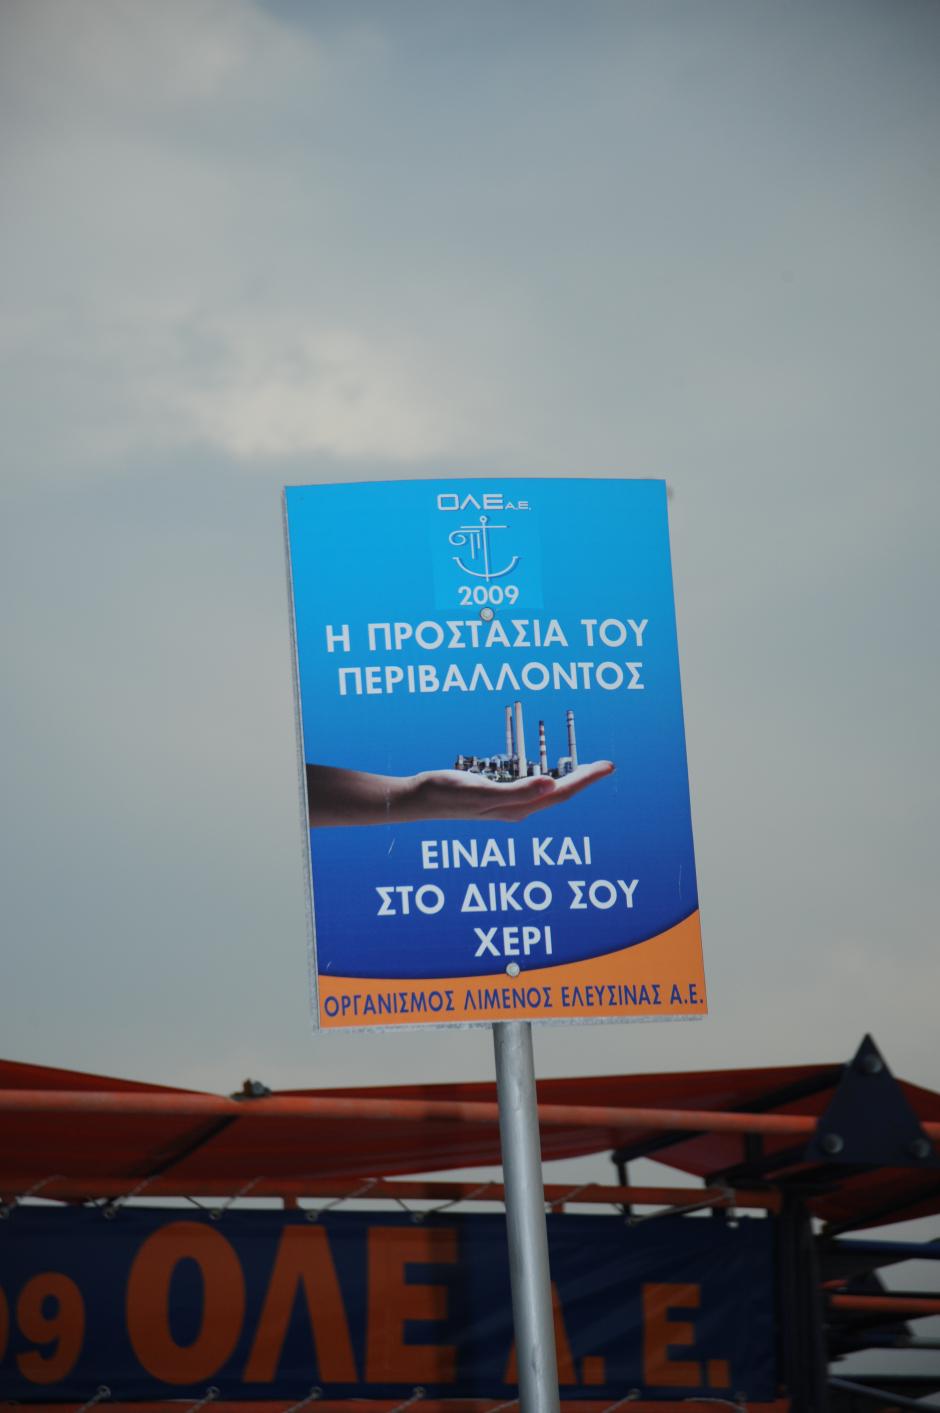 ΟΛΕ Α.Ε.
2009
Η ΠΡΟΣΤΑΣΙΑ ΤΟΥ
ΠΕΡΙΒΑΛΛΟΝΤΟΣ
ΕΙΝΑΙ ΚΑΙ
ΣΤΟ ΔΙΚΟ ΣΟΥ
ΧΕΡΙ
ΟΡΓΑΝΙΣΜΟΣ ΛΙΜΕΝΟΣ ΕΛΕΥΣΙΝΑΣ Α.Ε.
09 ΟΛΕ Α.Ε.